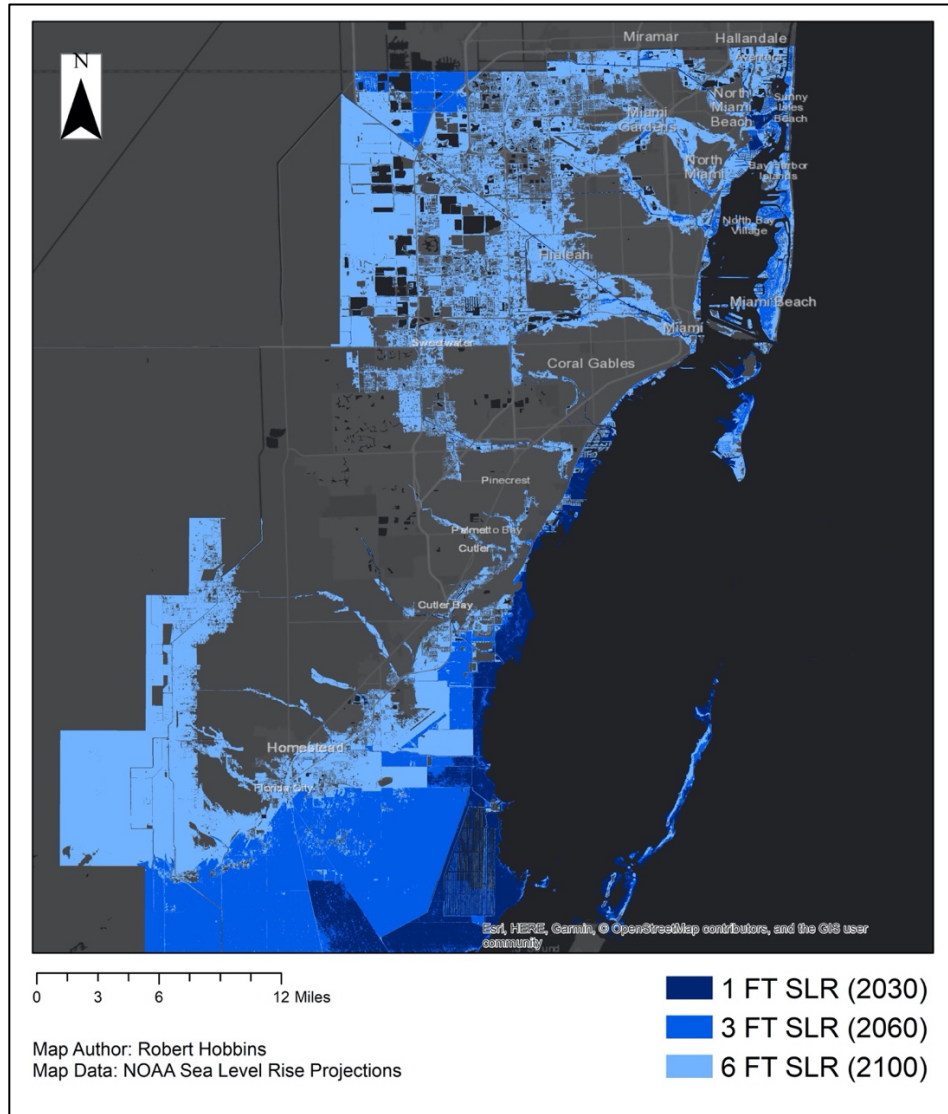 N
Miramar
Hallandale
Aventura
North
Miami
Beach
Sunny
Isles
Beach
Miami
Gardens
North
Miami
Bay Harbor
Islands
North Bay
Village
Hialeah
Miami Beach
Miami
Sweetwater
Coral Gables
Pinecrest
Palmetto Bay
Cutler
Cutler Bay
Homestead
Florida City
Esri, HERE, Garmin, © OpenStreetMap contributors, and the GIS user
community
0 3 6 12 Miles
1 FT SLR (2030)
3 FT SLR (2060)
6 FT SLR (2100)
Map Author: Robert Hobbins
Map Data: NOAA Sea Level Rise Projections